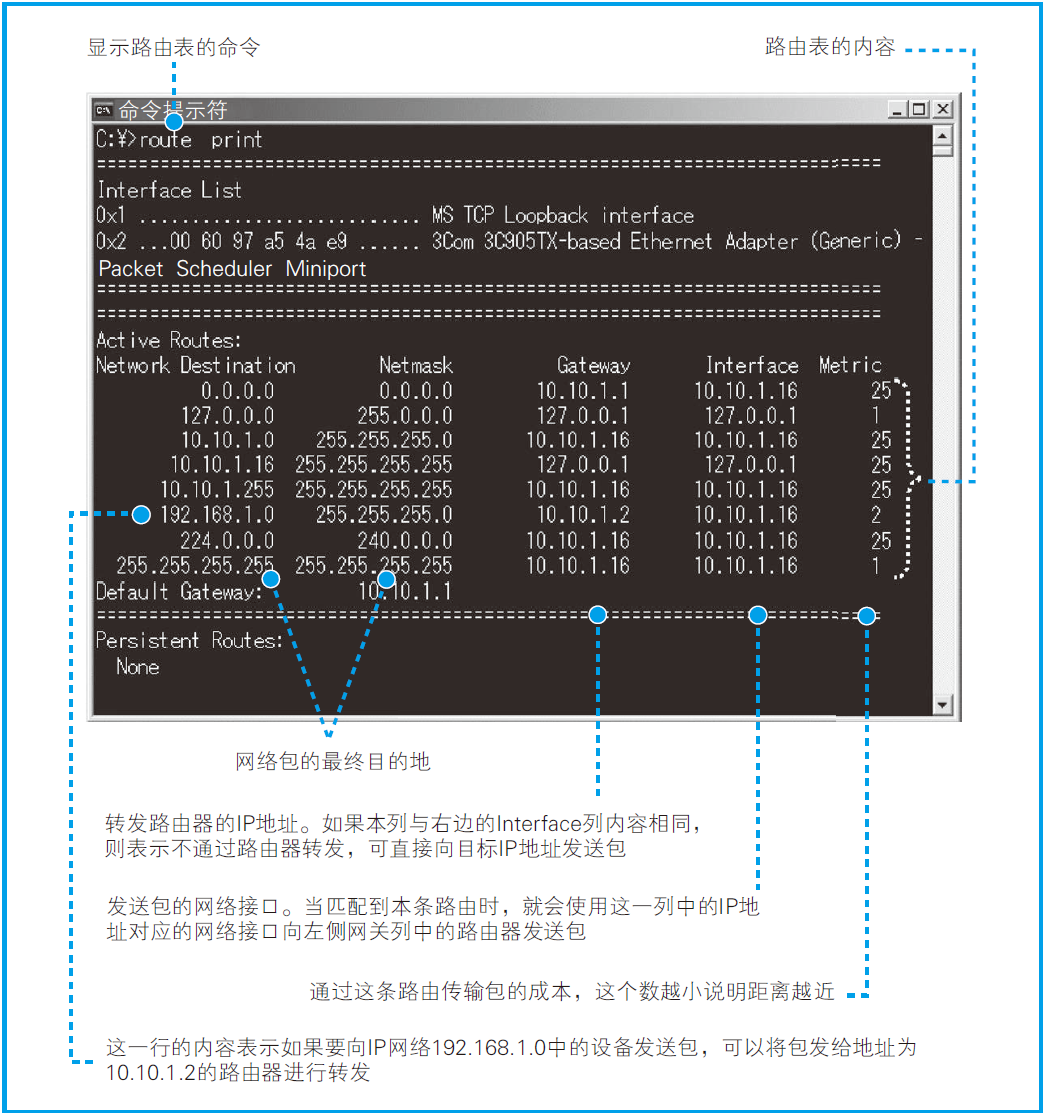 显示路由表的命令
路由表的内容
命令提示符
C:¥>route print
==========================================================================
Interface List
0x1 ........................... MS TCP Loopback interface
0x2 ...00 60 97 a5 4a e9 ...... 3Com 3C905TX-based Ethernet Adapter (Generic) -
Packet Scheduler Miniport
==========================================================================
==========================================================================
Active Routes:
Network Destination Netmask Gateway Interface Metric
0.0.0.0 0.0.0.0 10.10.1.1 10.10.1.16 25
127.0.0.0 255.0.0.0 127.0.0.1 127.0.0.1 1
10.10.1.0 255.255.255.0 10.10.1.16 10.10.1.16 25
10.10.1.16 255.255.255.255 127.0.0.1 127.0.0.1 25
10.10.1.255 255.255.255.255 10.10.1.16 10.10.1.16 25
192.168.1.0 255.255.255.0 10.10.1.2 10.10.1.16 2
224.0.0.0 240.0.0.0 10.10.1.16 10.10.1.16 25
255.255.255.255 255.255.255.255 10.10.1.16 10.10.1.16 1
Default Gateway: 10.10.1.1
==========================================================================
Persistent Routes:
None
网络包的最终目的地
转发路由器的IP地址。如果本列与右边的Interface列内容相同，
则表示不通过路由器转发，可直接向目标IP地址发送包
发送包的网络接口。当匹配到本条路由时，就会使用这一列中的IP地
址对应的网络接口向左侧网关列中的路由器发送包
通过这条路由传输包的成本，这个数越小说明距离越近
这一行的内容表示如果要向IP网络192.168.1.0中的设备发送包，可以将包发给地址为
10.10.1.2的路由器进行转发